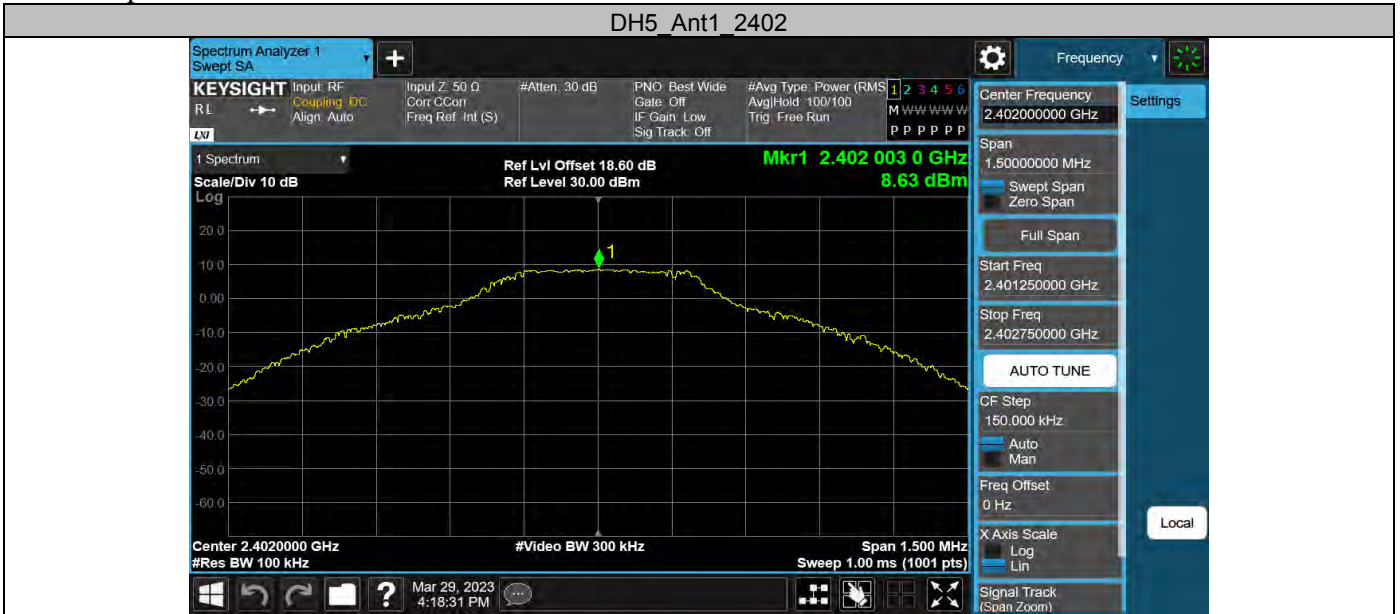 DH5_Ant1_2402
Spectrum Analyzer 1
Swept SA
Frequency
KEYSIGHT
RL
LXI
Input: RF
Coupling: DC
Align: Auto
Input Z: 50 Ω
Corr CCorr
Freq Ref: Int (S)
#Atten: 30 dB
PNO: Best Wide
Gate: Off
IF Gain: Low
Sig Track: Off
#Avg Type: Power (RMS
Avg|Hold: 100/100
Trig: Free Run
1 2 3 4 5 6
M W W W W W
P P P P P P
1 Spectrum
Scale/Div 10 dB
Ref Lvl Offset 18.60 dB
Ref Level 30.00 dBm
Mkr1 2.402 003 0 GHz
8.63 dBm
Log
20.0
10.0
0.00
-10.0
-20.0
-30.0
-40.0
-50.0
-60.0
1
Center 2.4020000 GHz
#Res BW 100 kHz
#Video BW 300 kHz
Span 1.500 MHz
Sweep 1.00 ms (1001 pts)
Mar 29, 2023
4:18:31 PM
Center Frequency
2.402000000 GHz
Settings
Span
1.50000000 MHz
Swept Span
Zero Span
Full Span
Start Freq
2.401250000 GHz
Stop Freq
2.402750000 GHz
AUTO TUNE
CF Step
150.000 kHz
Auto
Man
Freq Offset
0 Hz
Local
X Axis Scale
Log
Lin
Signal Track
(Span Zoom)